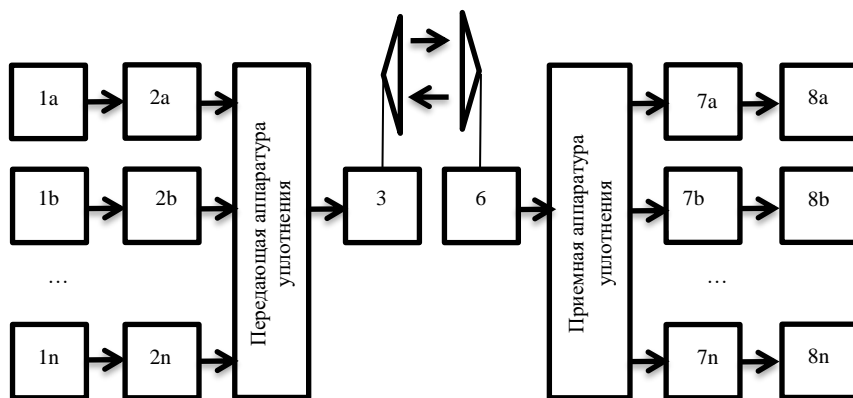 1a
2a
7a
8a
1b
2b
Передающая аппаратура
уплотнения
3
6
Приемная аппаратура
уплотнения
7b
8b
…
…
1n
2n
7n
8n